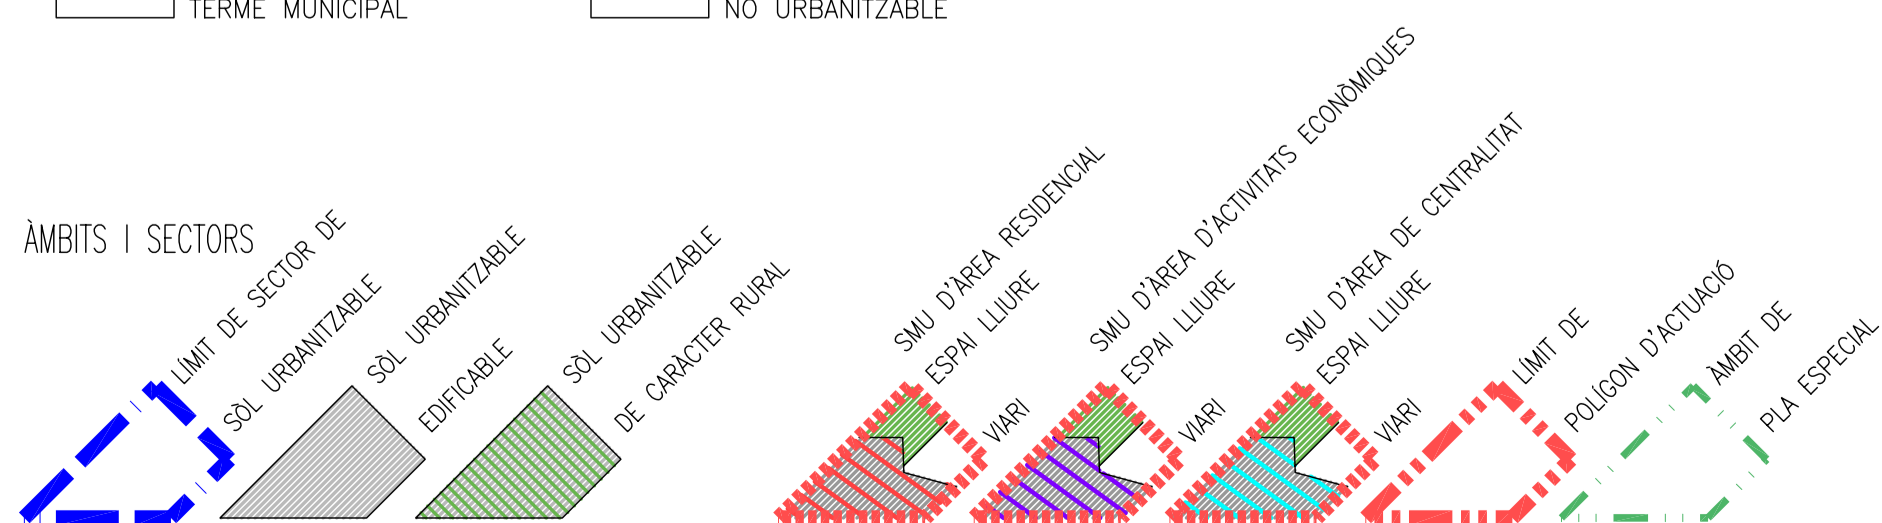 TERME MUNICIPAL
NO URBANITZABLE
ÀMBITS I SECTORS
LÍMIT DE SECTOR DE
SÒL URBANITZABLE
SÒL URBANITZABLE
EDIFICABLE
SÒL URBANITZABLE
DE CARÀCTER RURAL
SMU D'ÀREA RESIDENCIAL
ESPAI LLIURE
VIARI
SMU D'ÀREA D'ACTIVITATS ECONÒMIQUES
ESPAI LLIURE
VIARI
SMU D'ÀREA DE CENTRALITAT
ESPAI LLIURE
VIARI
LÍMIT DE
POLÍGON D'ACTUACIÓ
ÀMBIT DE
PLA ESPECIAL